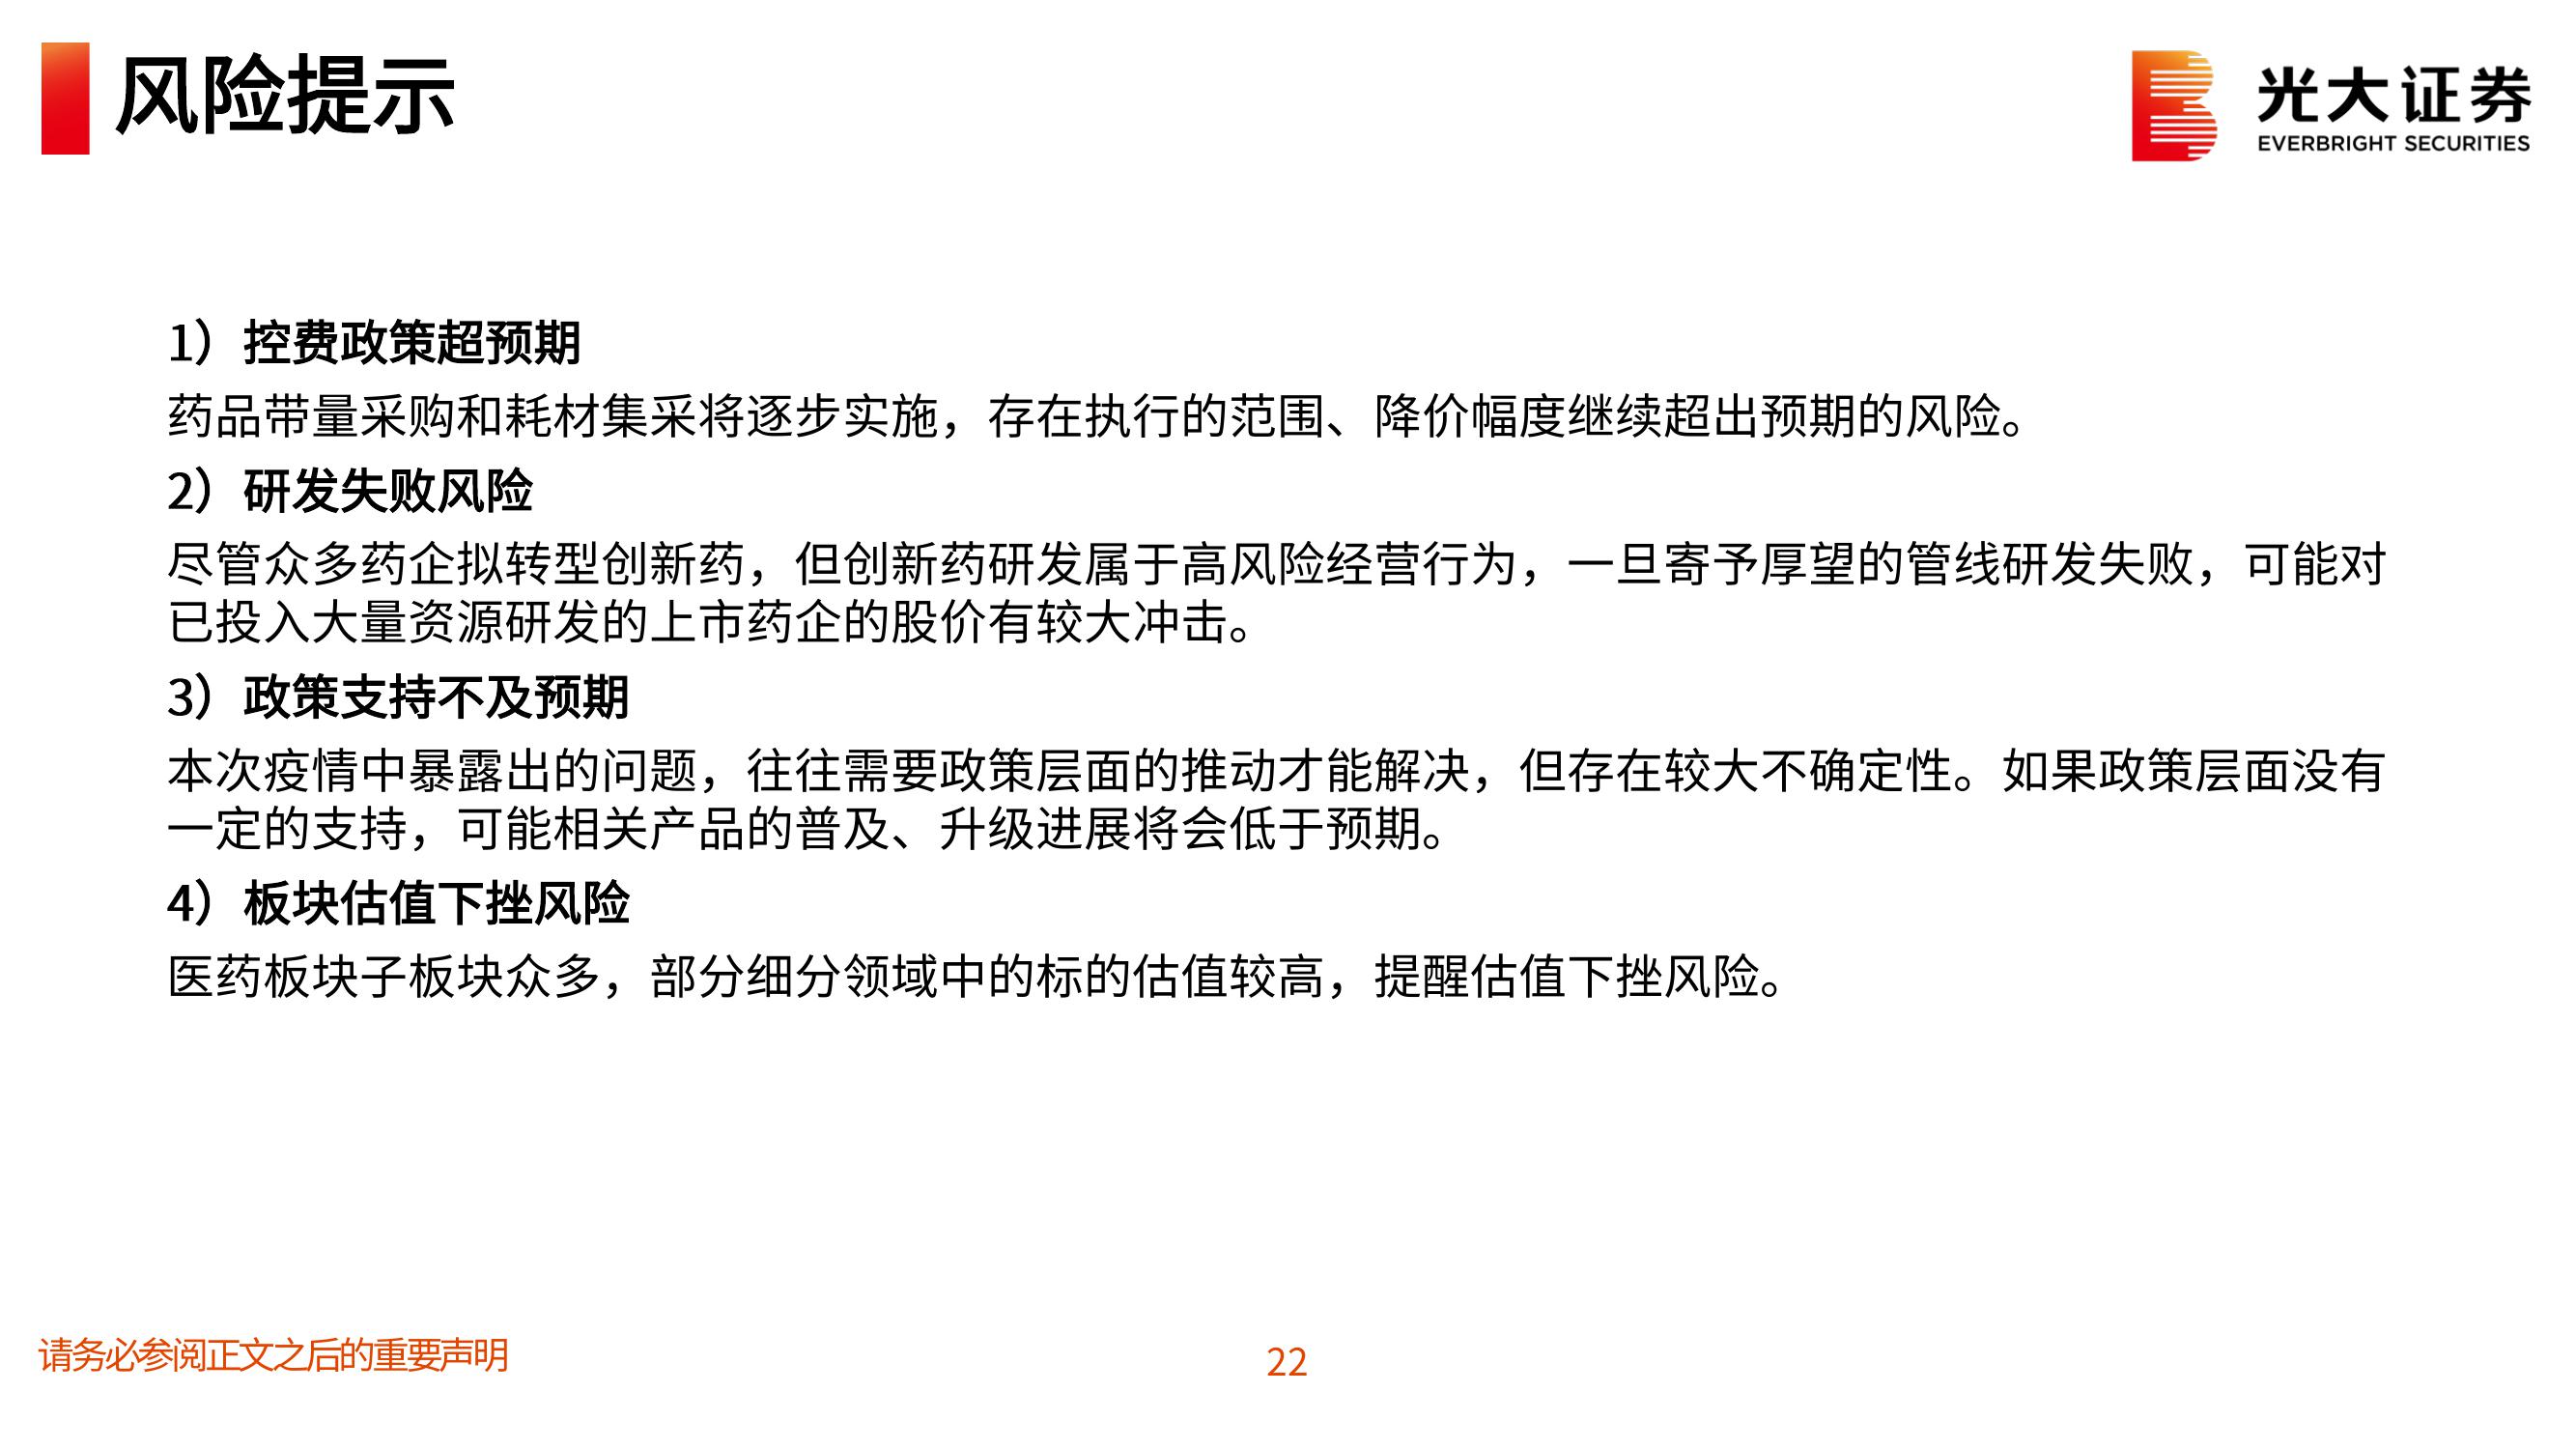 风险提示
光大证券
EVERBRIGHT SECURITIES
1）控费政策超预期
药品带量采购和耗材集采将逐步实施，存在执行的范围、降价幅度继续超出预期的风险。
2）研发失败风险
尽管众多药企拟转型创新药，但创新药研发属于高风险经营行为，一旦寄予厚望的管线研发失败，可能对
已投入大量资源研发的上市药企的股价有较大冲击。
3）政策支持不及预期
本次疫情中暴露出的问题，往往需要政策层面的推动才能解决，但存在较大不确定性。如果政策层面没有
一定的支持，可能相关产品的普及、升级进展将会低于预期。
4）板块估值下挫风险
医药板块子板块众多，部分细分领域中的标的估值较高，提醒估值下挫风险。
请务必参阅正文之后的重要声明
22